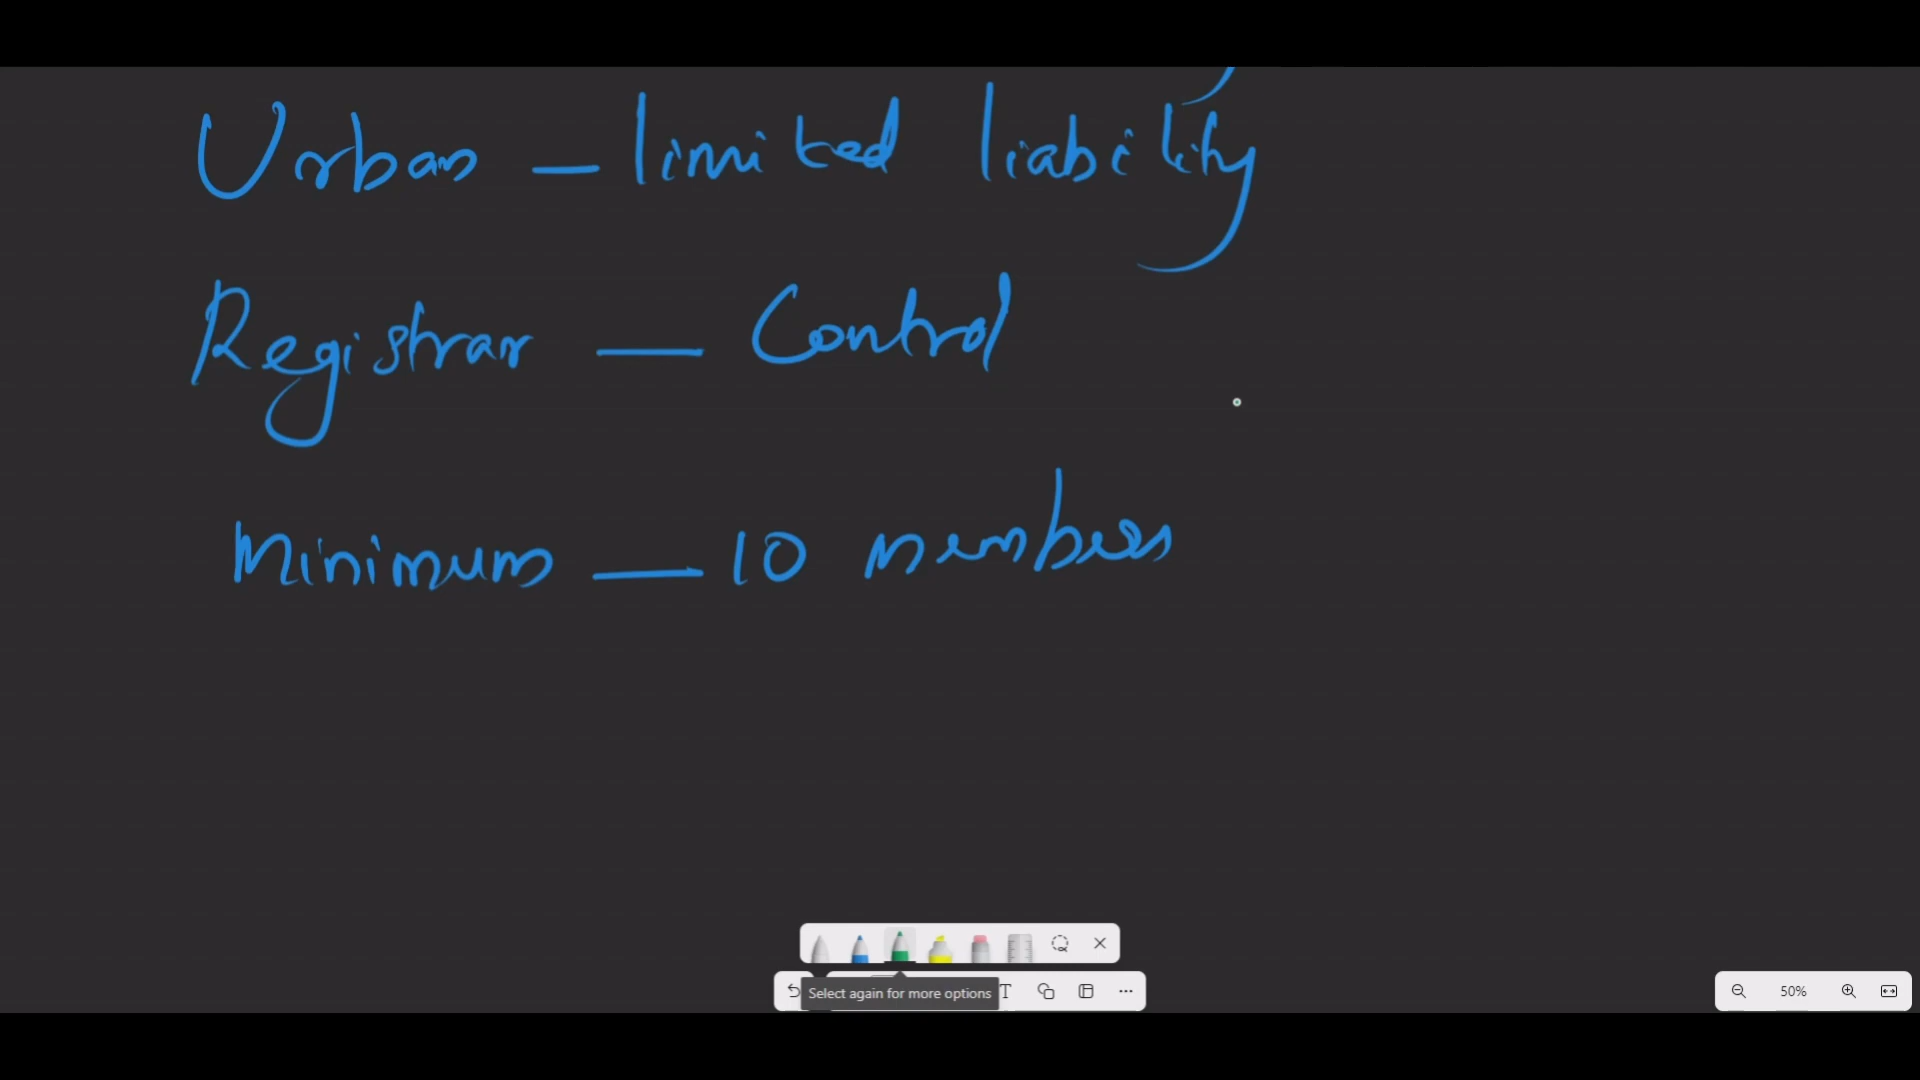 Urban – limited liability
Registrar – Control
Minimum – 10 members
Select again for more options
T
50%